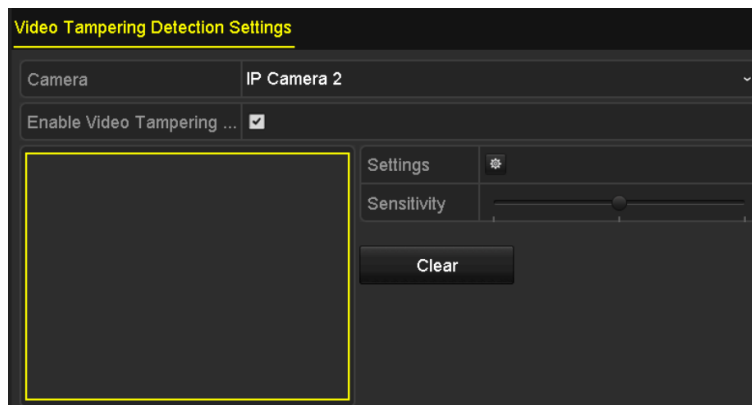 Video Tampering Detection Settings
Camera IP Camera 2
Enable Video Tampering ...
Settings
Sensitivity
Clear